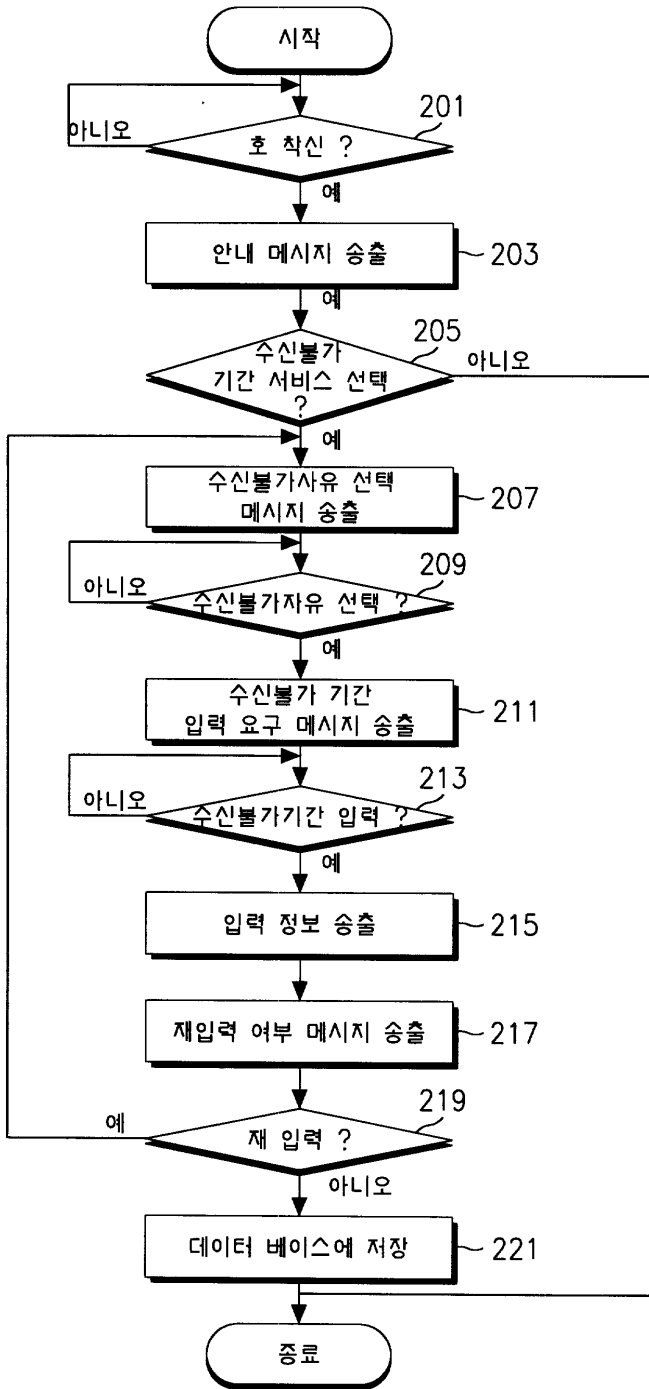 시작
201
아니오
호 착신 ?
예
안내 메시지 송출
203
예
205
수신불가
기간 서비스 선택
?
아니오
예
수신불가사유 선택
메시지 송출
207
209
아니오
수신불가자유 선택 ?
예
수신불가 기간
입력 요구 메시지 송출
211
213
아니오
수신불가기간 입력 ?
예
입력 정보 송출
215
재입력 여부 메시지 송출
217
219
예
재 입력 ?
아니오
데이터 베이스에 저장
221
종료